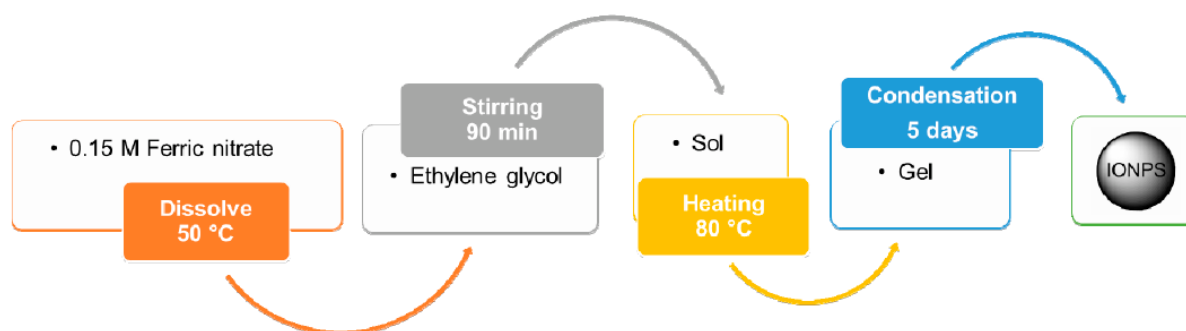 • 0.15 M Ferric nitrate
Dissolve
50 °C
Stirring
90 min
• Ethylene glycol
• Sol
Heating
80 °C
Condensation
5 days
• Gel
IONPS